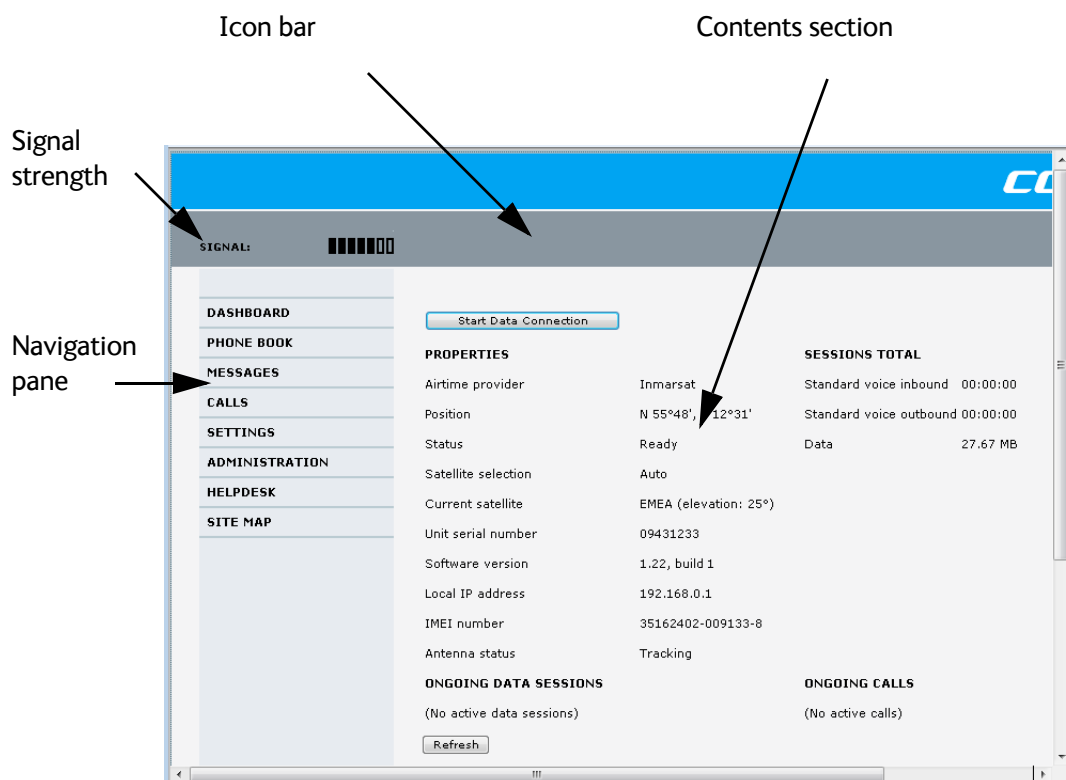 Icon bar
Contents section
Signal
strength
SIGNAL:
DASHBOARD
Start Data Connection
PHONE BOOK
PROPERTIES
SESSIONS TOTAL
Navigation
pane
MESSAGES
Airtime provider Inmarsat Standard voice inbound 00:00:00
CALLS
Position N 55°48', 12°31' Standard voice outbound 00:00:00
SETTINGS
Status Ready Data 27.67 MB
ADMINISTRATION
Satellite selection Auto
HELPDESK
Current satellite EMEA (elevation: 25°)
SITE MAP
Unit serial number 09431233
Software version 1.22, build 1
Local IP address 192.168.0.1
IMEI number 35162402-009133-8
Antenna status Tracking
ONGOING DATA SESSIONS ONGOING CALLS
(No active data sessions) (No active calls)
Refresh